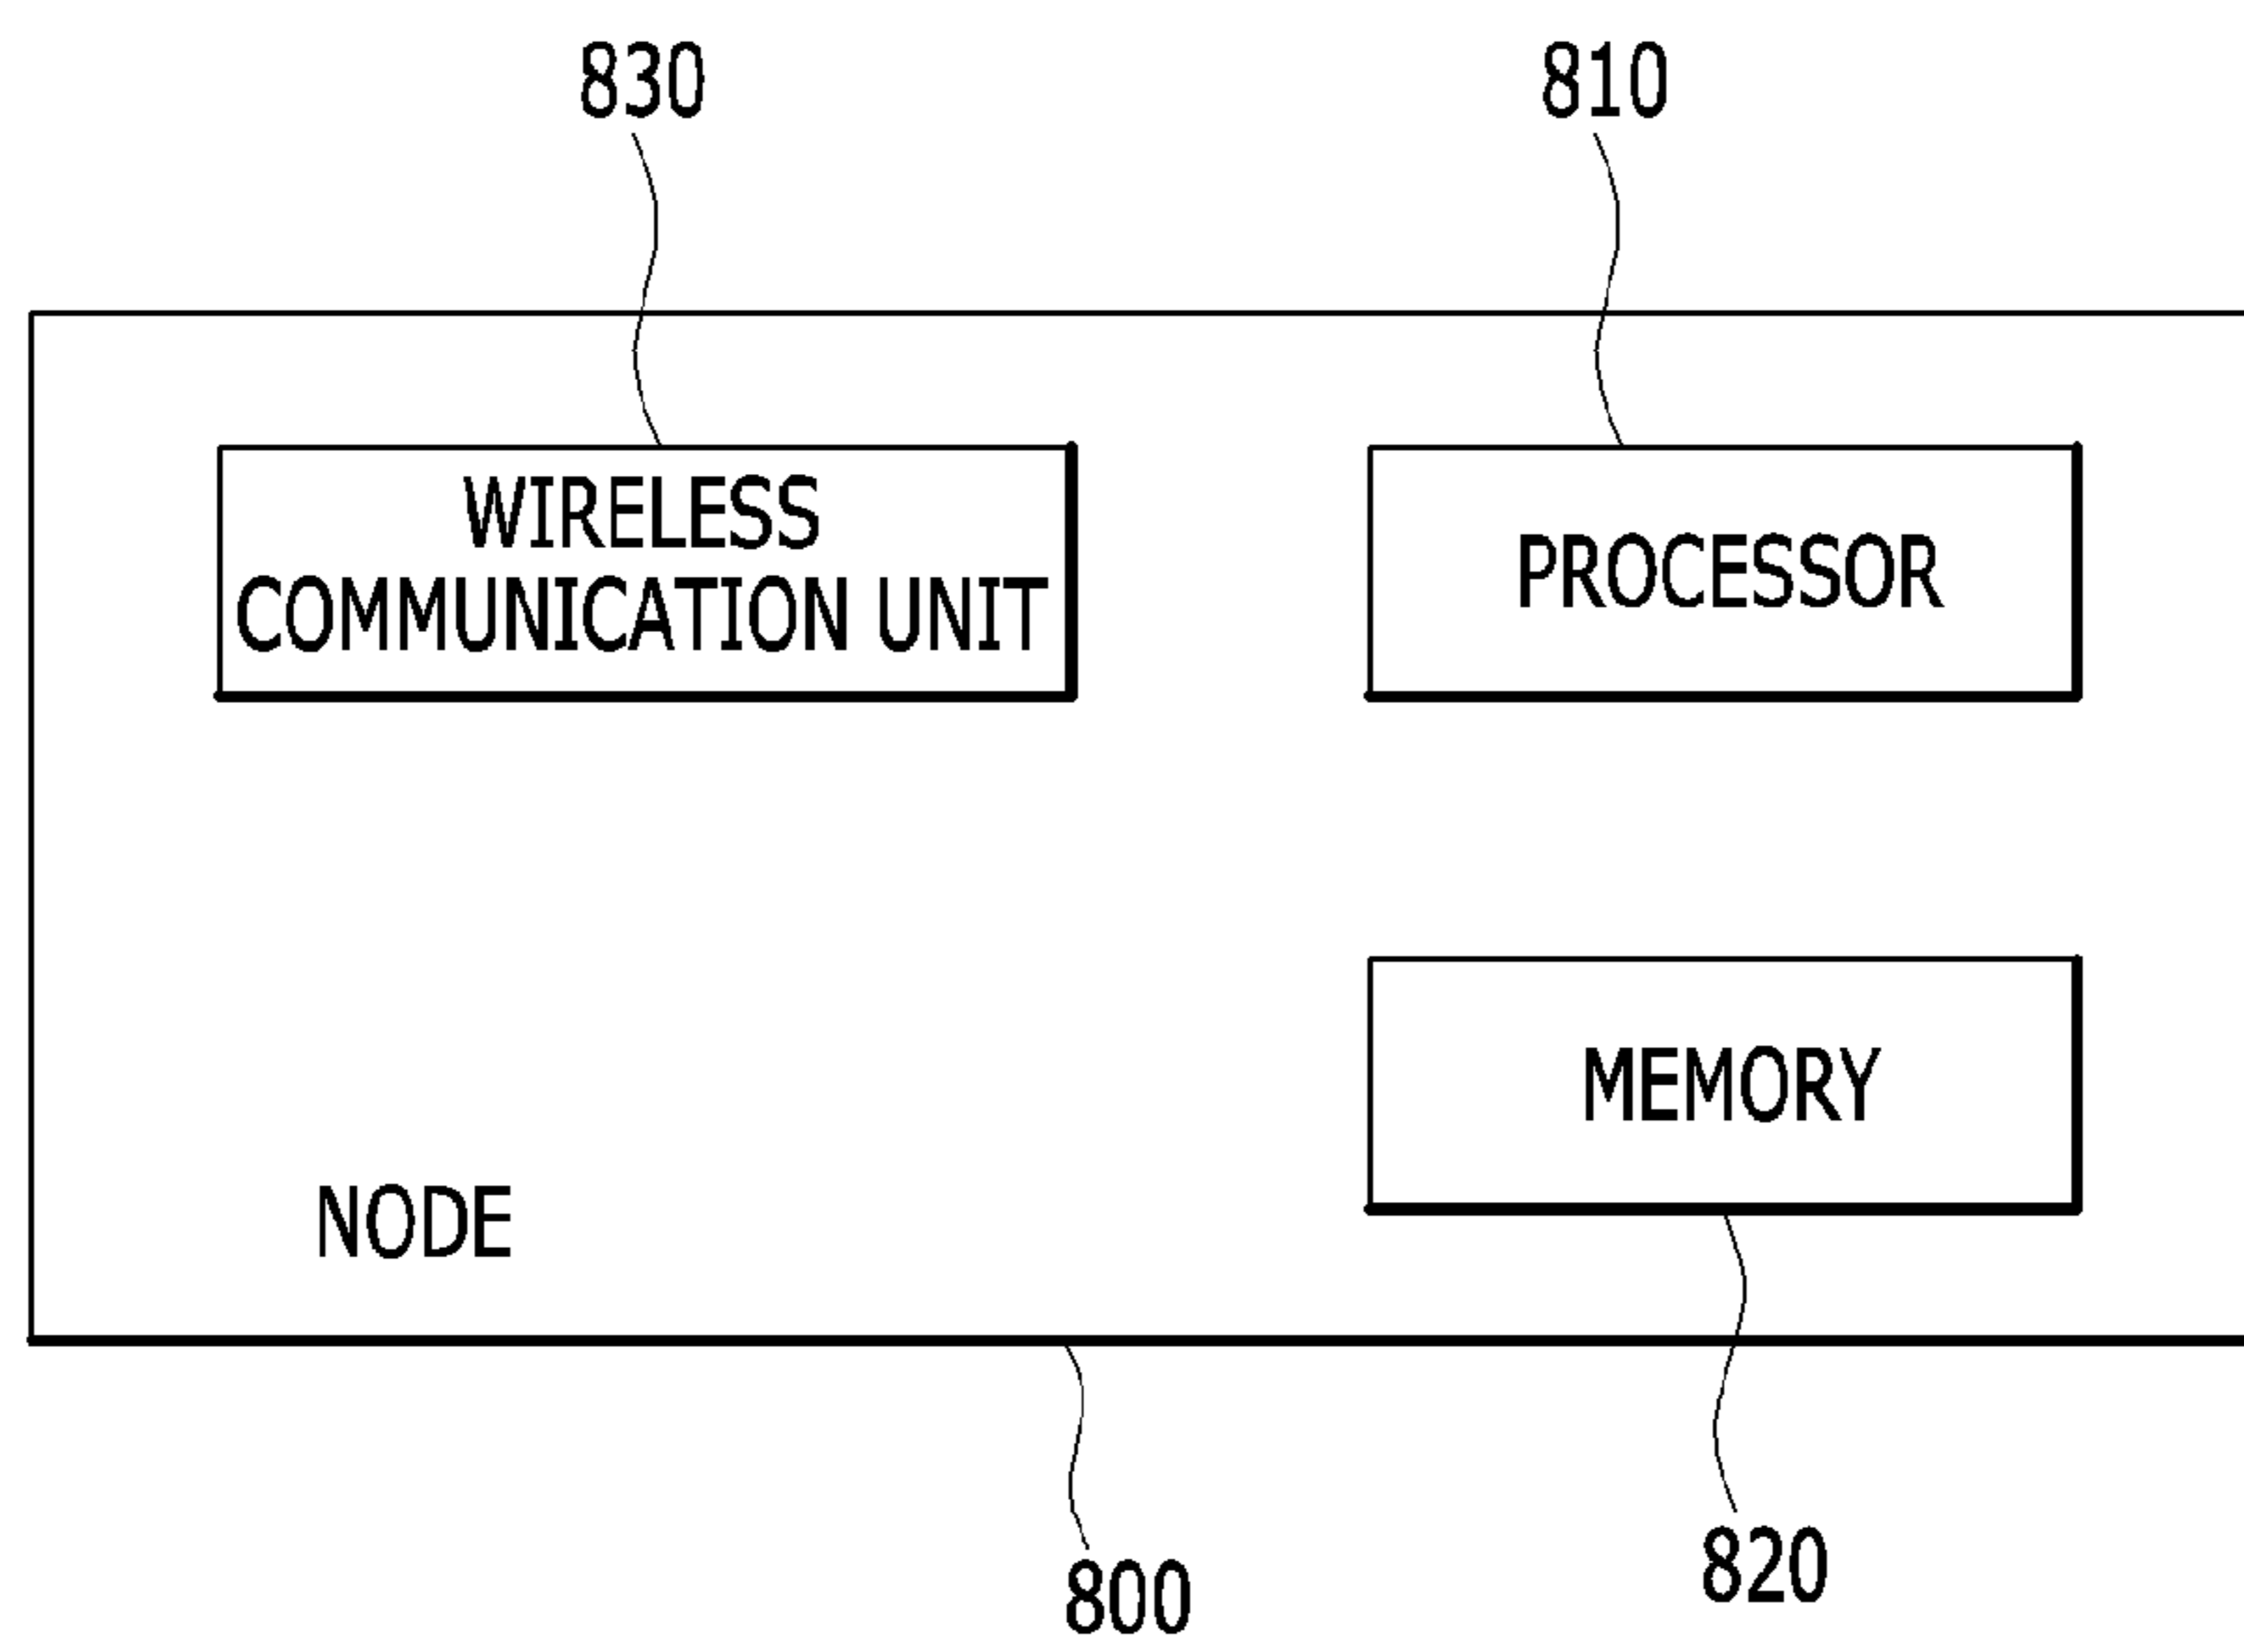 830
810
WIRELESS
COMMUNICATION UNIT
PROCESSOR
MEMORY
NODE
800
820